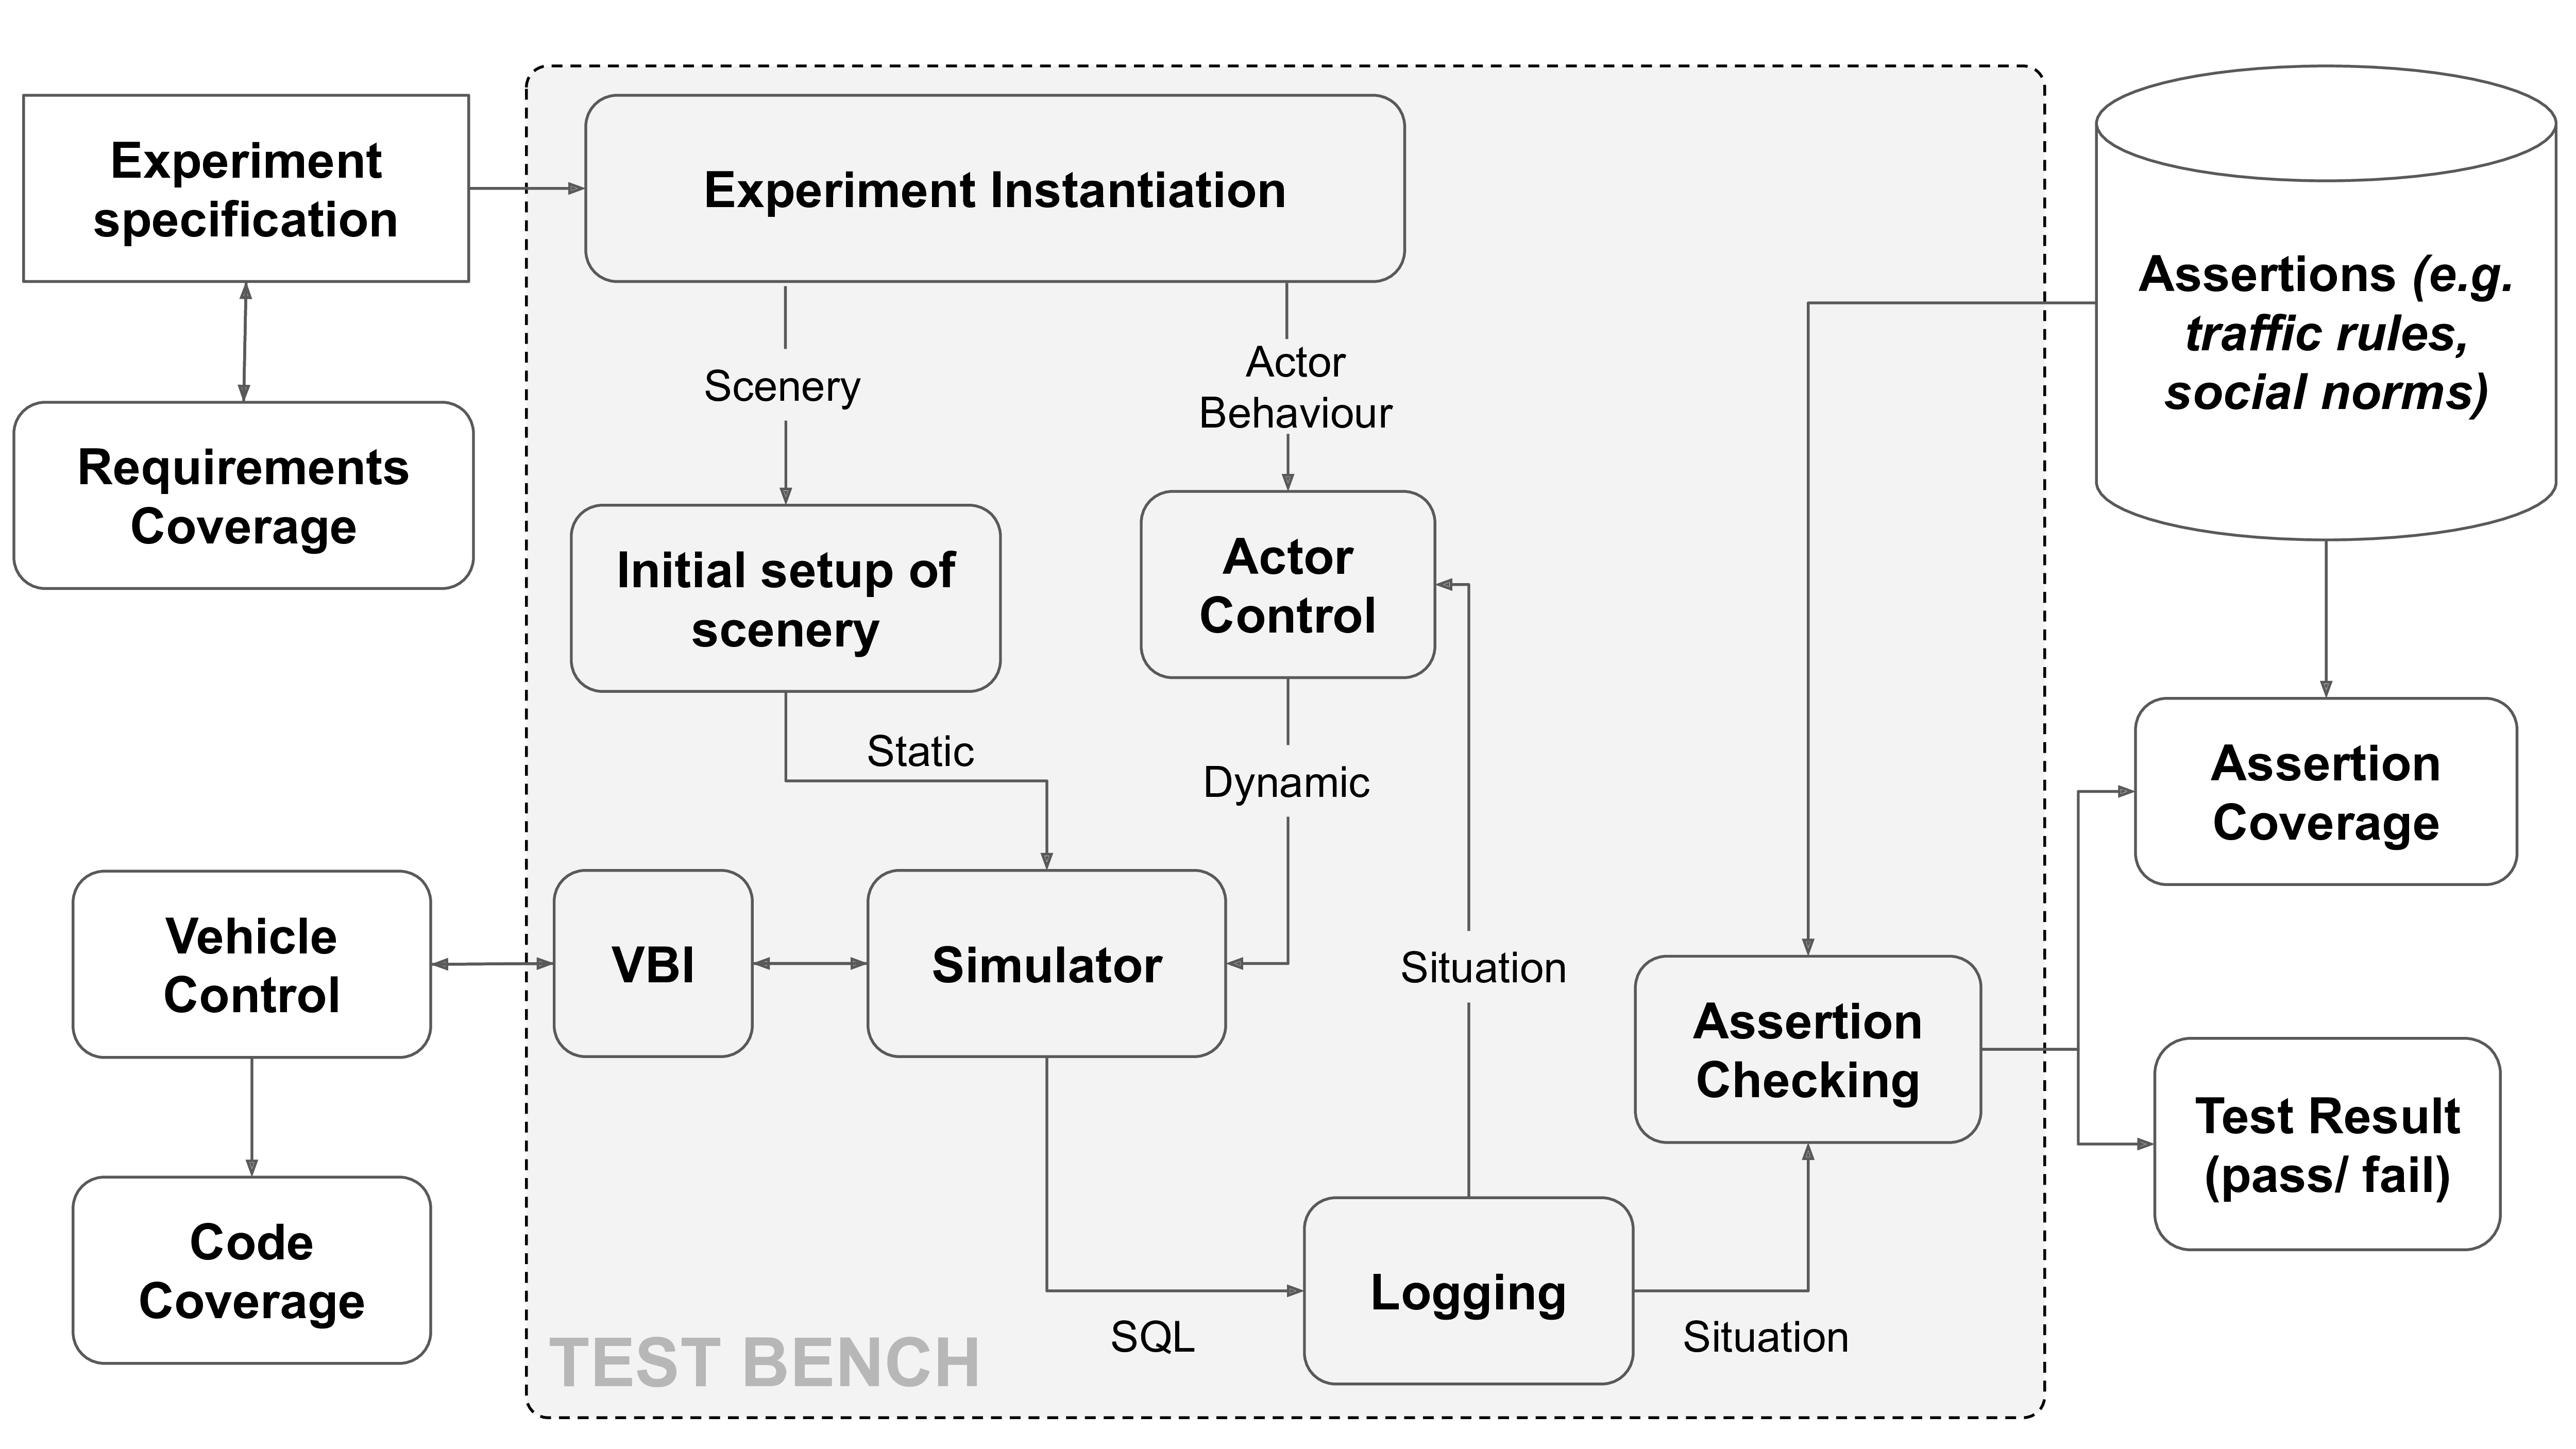 Experiment
specification
Experiment Instantiation
Assertions (e.g.
traffic rules,
social norms)
Scenery
Actor
Behaviour
Requirements
Coverage
Initial setup of
scenery
Actor
Control
Static
Dynamic
Assertion
Coverage
Vehicle
Control
VBI
Simulator
Situation
Assertion
Checking
Test Result
(pass/ fail)
Code
Coverage
Logging
SQL
Situation
TEST BENCH